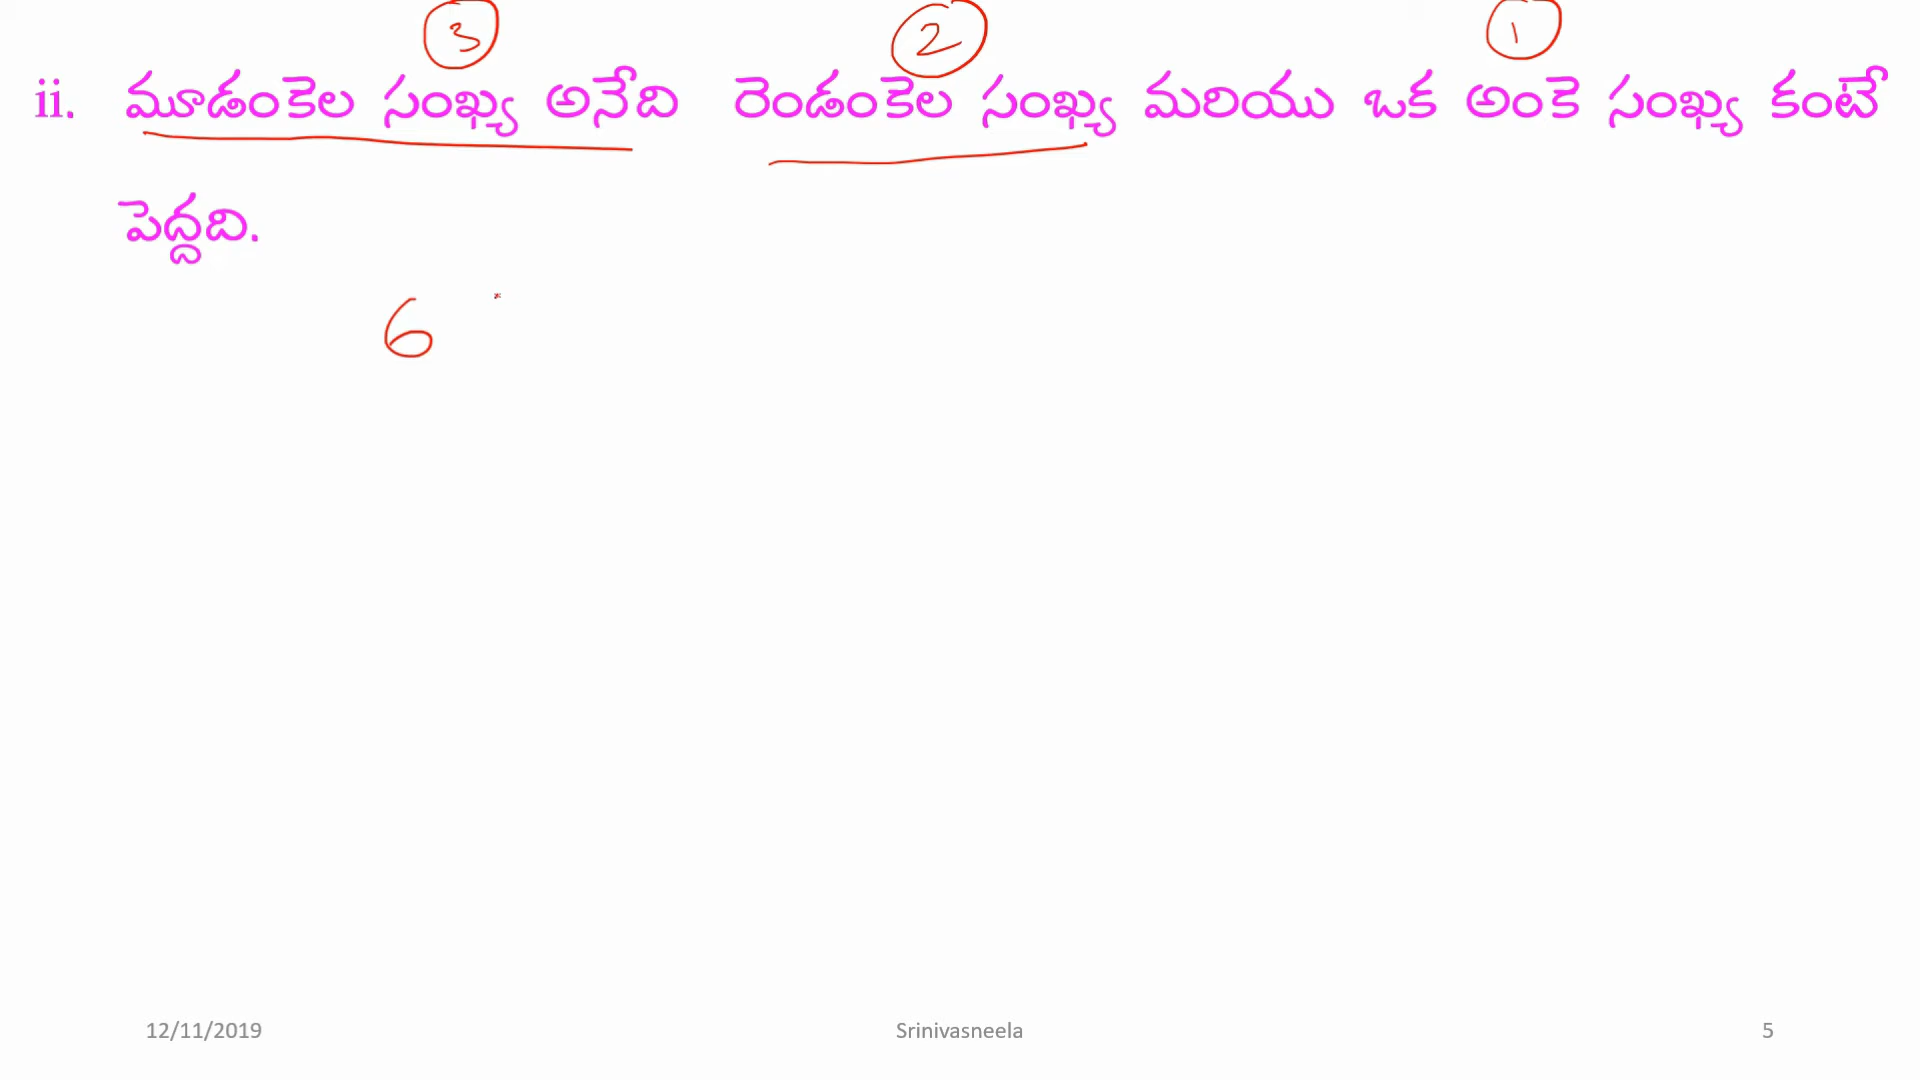 3 2 1
ii. మూడంకెల సంఖ్య అనేది రెండంకెల సంఖ్య మరియు ఒక అంకె సంఖ్య కంటే
పెద్దది.
6
12/11/2019 Srinivasneela 5